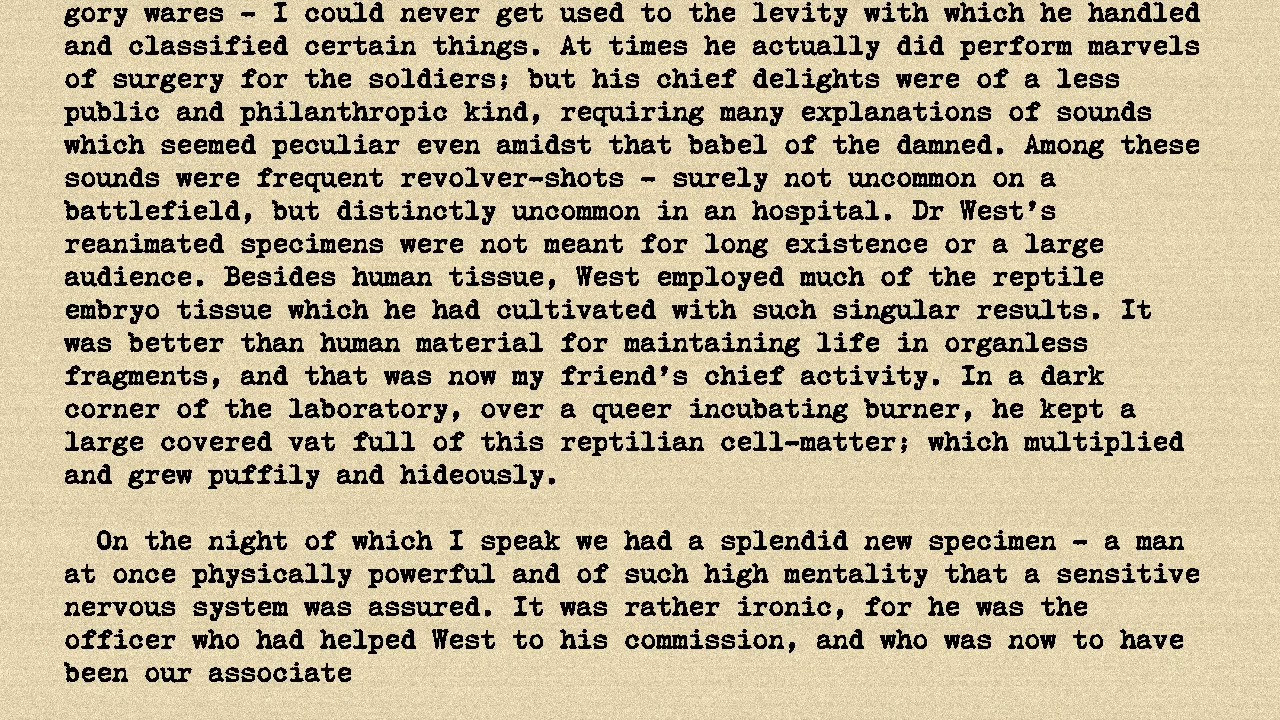 gory wares – I could never get used to the levity with which he handled
and classified certain things. At times he actually did perform marvels
of surgery for the soldiers; but his chief delights were of a less
public and philanthropic kind, requiring many explanations of sounds
which seemed peculiar even amidst that babel of the damned. Among these
sounds were frequent revolver-shots – surely not uncommon on a
battlefield, but distinctly uncommon in an hospital. Dr West's
reanimated specimens were not meant for long existence or a large
audience. Besides human tissue, West employed much of the reptile
embryo tissue which he had cultivated with such singular results. It
was better than human material for maintaining life in organless
fragments, and that was now my friend's chief activity. In a dark
corner of the laboratory, over a queer incubating burner, he kept a
large covered vat full of this reptilian cell-matter; which multiplied
and grew puffily and hideously.
On the night of which I speak we had a splendid new specimen – a man
at once physically powerful and of such high mentality that a sensitive
nervous system was assured. It was rather ironic, for he was the
officer who had helped West to his commission, and who was now to have
been our associate